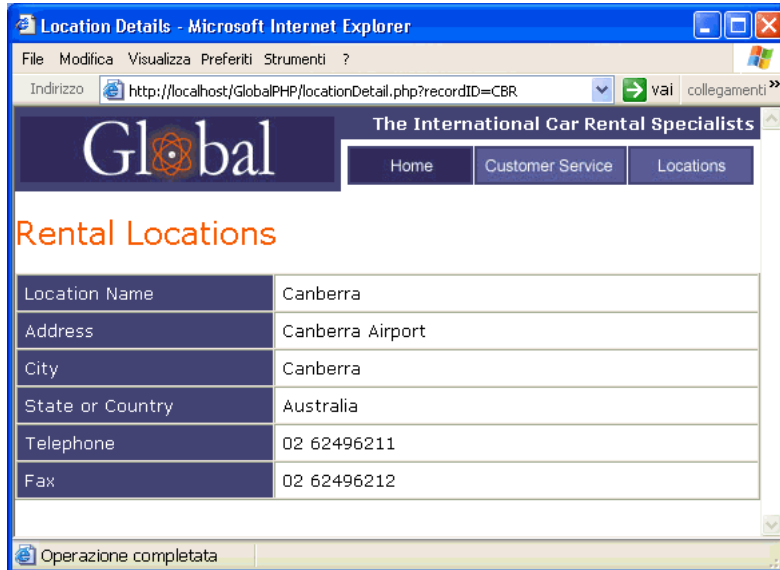 Location Details - Microsoft Internet Explorer
File Modifica Visualizza Preferiti Strumenti ?
Indirizzo http://localhost/GlobalPHP/locationDetail.php?recordID=CBR vai collegamenti »
Global
The International Car Rental Specialists
Home Customer Service Locations
Rental Locations
Location Name Canberra
Address Canberra Airport
City Canberra
State or Country Australia
Telephone 02 62496211
Fax 02 62496212
Operazione completata